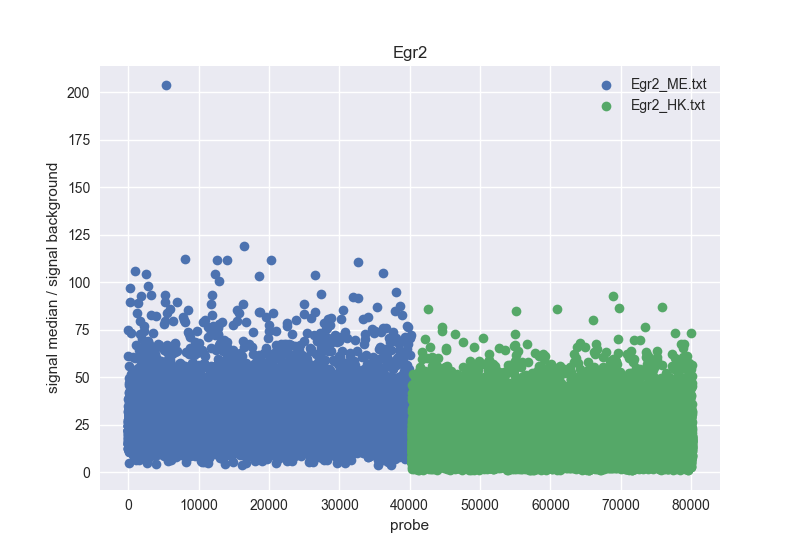 Egr2
Egr2_ME.txt
Egr2_HK.txt
signal median / signal background
200
175
150
125
100
75
50
25
0
0 10000 20000 30000 40000 50000 60000 70000 80000
probe